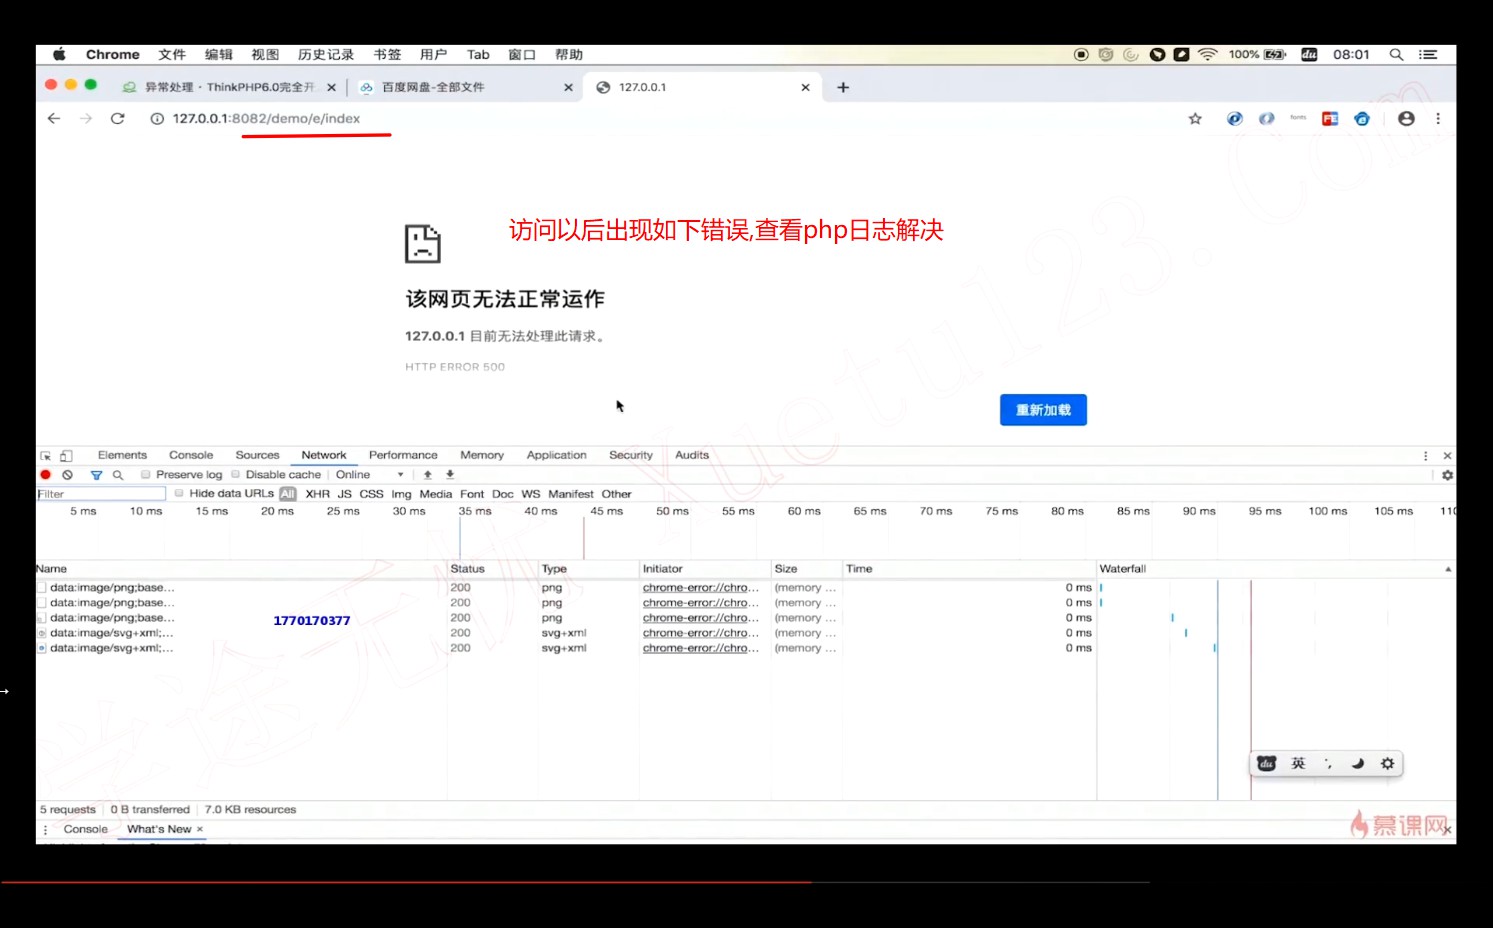 Chrome 文件 编辑 视图 历史记录 书签 用户 Tab 窗口 帮助 100% du 08:01
异常处理 · ThinkPHP6.0完全开 百度网盘-全部文件 127.0.0.1
127.0.0.1:8082/demo/e/index fonts
访问以后出现如下错误,查看php日志解决
该网页无法正常运作
127.0.0.1 目前无法处理此请求。
HTTP ERROR 500
重新加载
Elements Console Sources Network Performance Memory Application Security Audits
Preserve log Disable cache Online
Filter Hide data URLs All XHR JS CSS Img Media Font Doc WS Manifest Other
5 ms 10 ms 15 ms 20 ms 25 ms 30 ms 35 ms 40 ms 45 ms 50 ms 55 ms 60 ms 65 ms 70 ms 75 ms 80 ms 85 ms 90 ms 95 ms 100 ms 105 ms 110
Name Status Type Initiator Size Time Waterfall
data:image/png;base... 200 png chrome-error://chro... (memory ... 0 ms
data:image/png;base... 200 png chrome-error://chro... (memory ... 0 ms
data:image/png;base... 200 png chrome-error://chro... (memory ... 0 ms
1770170377
data:image/svg+xml;... 200 svg+xml chrome-error://chro... (memory ... 0 ms
data:image/svg+xml;... 200 svg+xml chrome-error://chro... (memory ... 0 ms
du 英
5 requests 0 B transferred 7.0 KB resources
Console What's New
慕课网
学途无忧 Xuetu123.Com